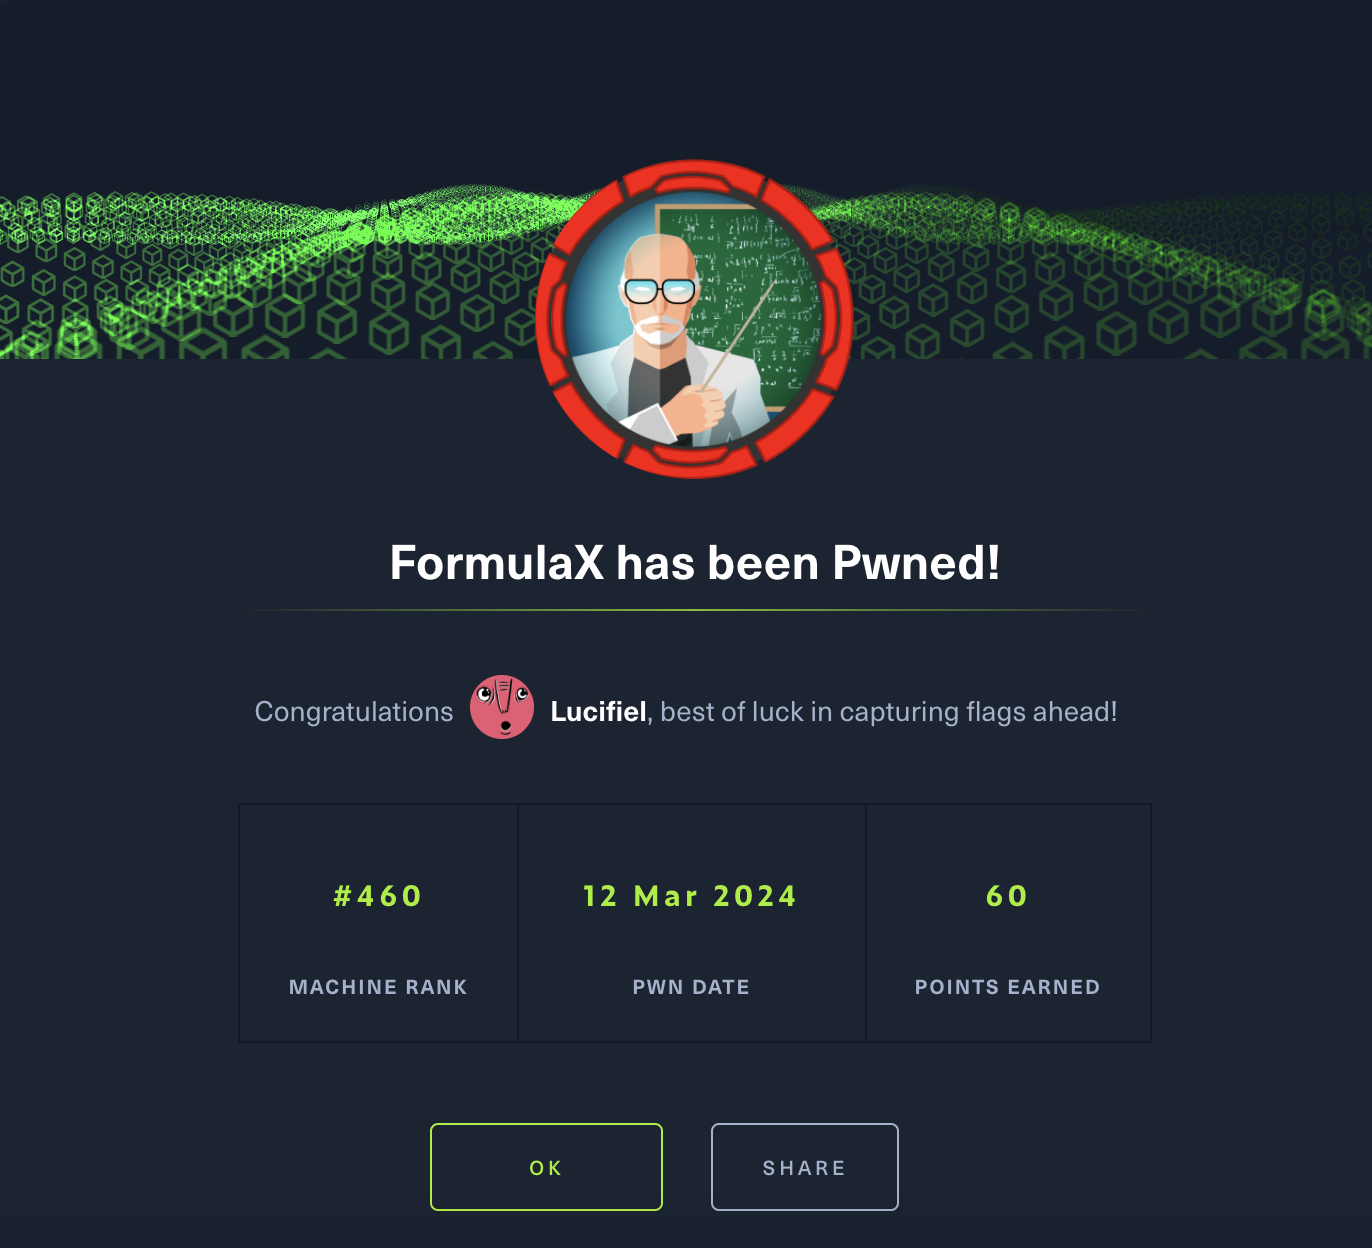 FormulaX has been Pwned!
Congratulations Lucifiel, best of luck in capturing flags ahead!
#460 12 Mar 2024 60
MACHINE RANK PWN DATE POINTS EARNED
OK SHARE